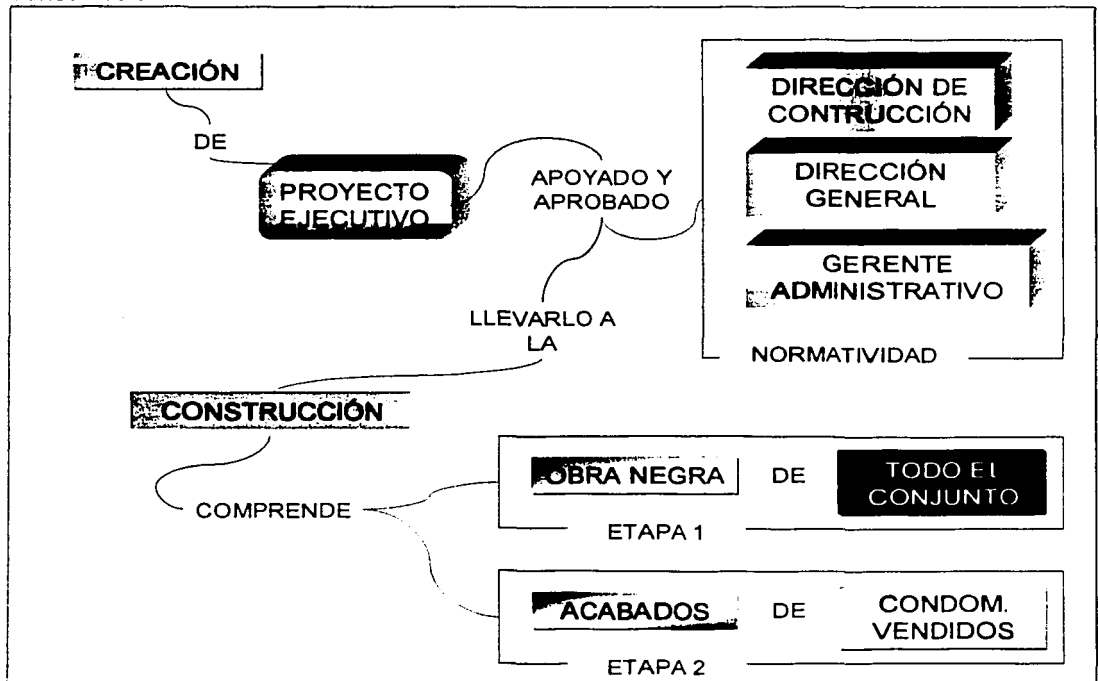 CREACIÓN
DE
PROYECTO
EJECUTIVO
APOYADO Y
APROBADO
DIRECCIÓN DE
CONTRUCCIÓN
DIRECCIÓN
GENERAL
GERENTE
ADMINISTRATIVO
NORMATIVIDAD
LLEVARLO A
LA
CONSTRUCCIÓN
COMPRENDE
OBRA NEGRA
DE
TODO EL
CONJUNTO
ETAPA 1
ACABADOS
DE
CONDOM.
VENDIDOS
ETAPA 2